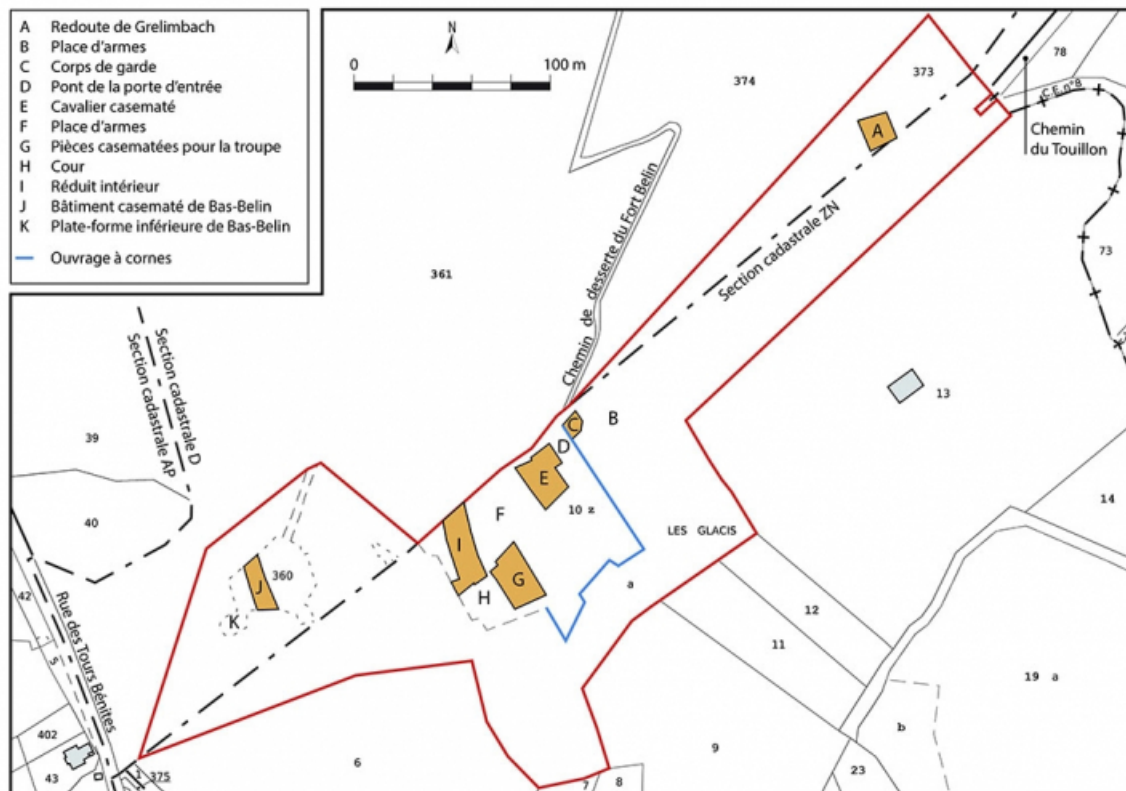 A Redoute de Grelimbach
B Place d'armes
C Corps de garde
D Pont de la porte d'entrée
E Cavalier casematé
F Place d'armes
G Pièces casematées pour la troupe
H Cour
I Réduit intérieur
J Bâtiment casematé de Bas-Belin
K Plate-forme inférieure de Bas-Belin
Ouvrage à cornes
N
0 100 m
374
373
78
C.E. n°8
Chemin
du Touillon
A
73
Chemin de desserte du Fort Belin
Section cadastrale ZN
361
Section cadastrale D
Section cadastrale AP
13
39
C
B
D
E
14
40
F
10 z
LES GLACIS
I
360
J
G
a
H
42
K
12
11
Rue des Tours Bénites
s
19 a
b
402
9
6
43
1
375
7
8
23